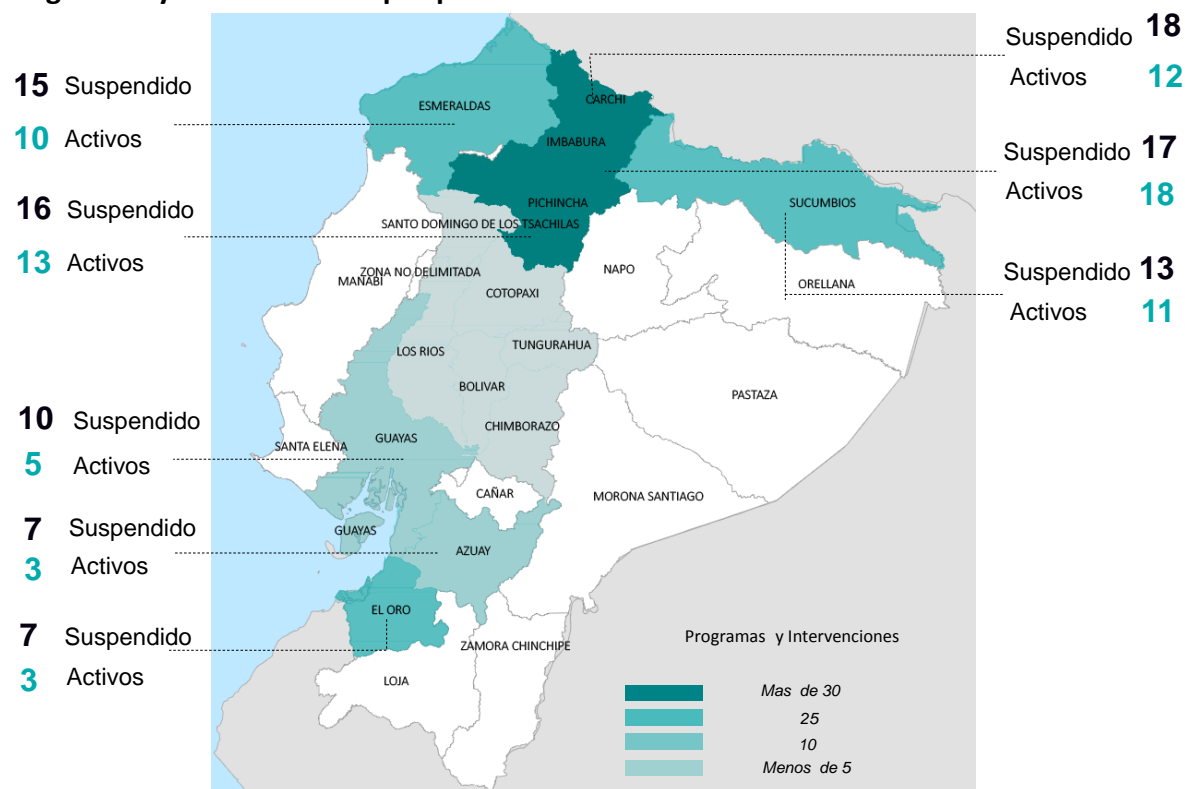 18
Suspendido
12
Activos
15 Suspendido
10 Activos
ESMERALDAS
CARCHI
IMBABURA
Suspendido 17
Activos 18
16 Suspendido
13 Activos
PICHINCHA
SUCUMBIOS
SANTO DOMINGO DE LOS TSACHILAS
ZONA NO DELIMITADA
MANABÍ
COTOPAXI
NAPO
ORELLANA
Suspendido 13
Activos 11
LOS RIOS
TUNGURAHUA
BOLIVAR
PASTAZA
10 Suspendido
5 Activos
SANTA ELENA
GUAYAS
CHIMBORAZO
CAÑAR
MORONA SANTIAGO
7 Suspendido
3 Activos
GUAYAS
AZUAY
7 Suspendido
3 Activos
EL ORO
ZAMORA CHINCHIPE
LOJA
Programas y Intervenciones
Mas de 30
25
10
Menos de 5